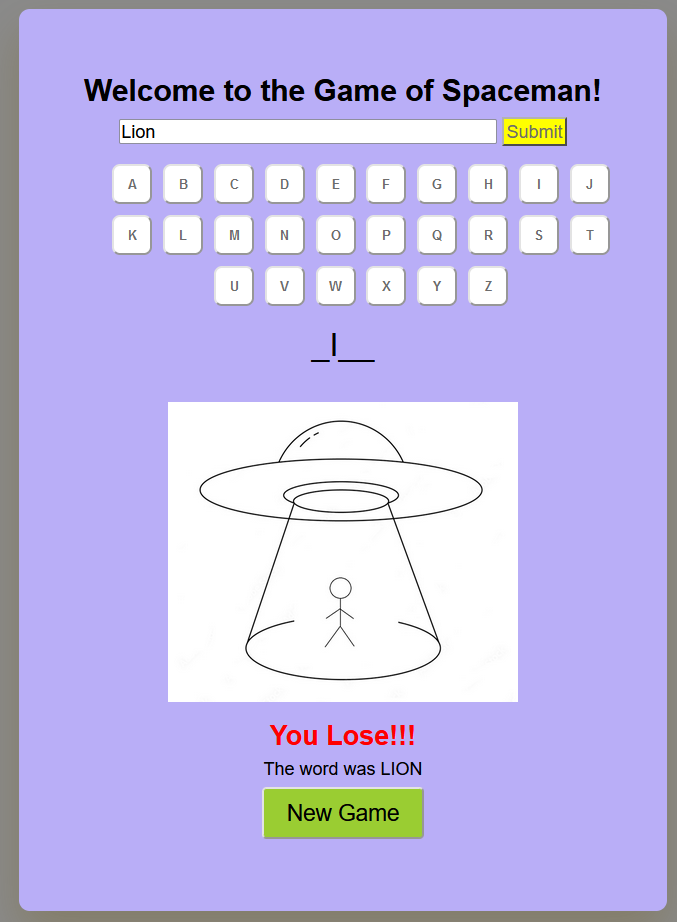 Welcome to the Game of Spaceman!
Lion Submit
A B C D E F G H I J
K L M N O P Q R S T
U V W X Y Z
_I__
You Lose!!!
The word was LION
New Game